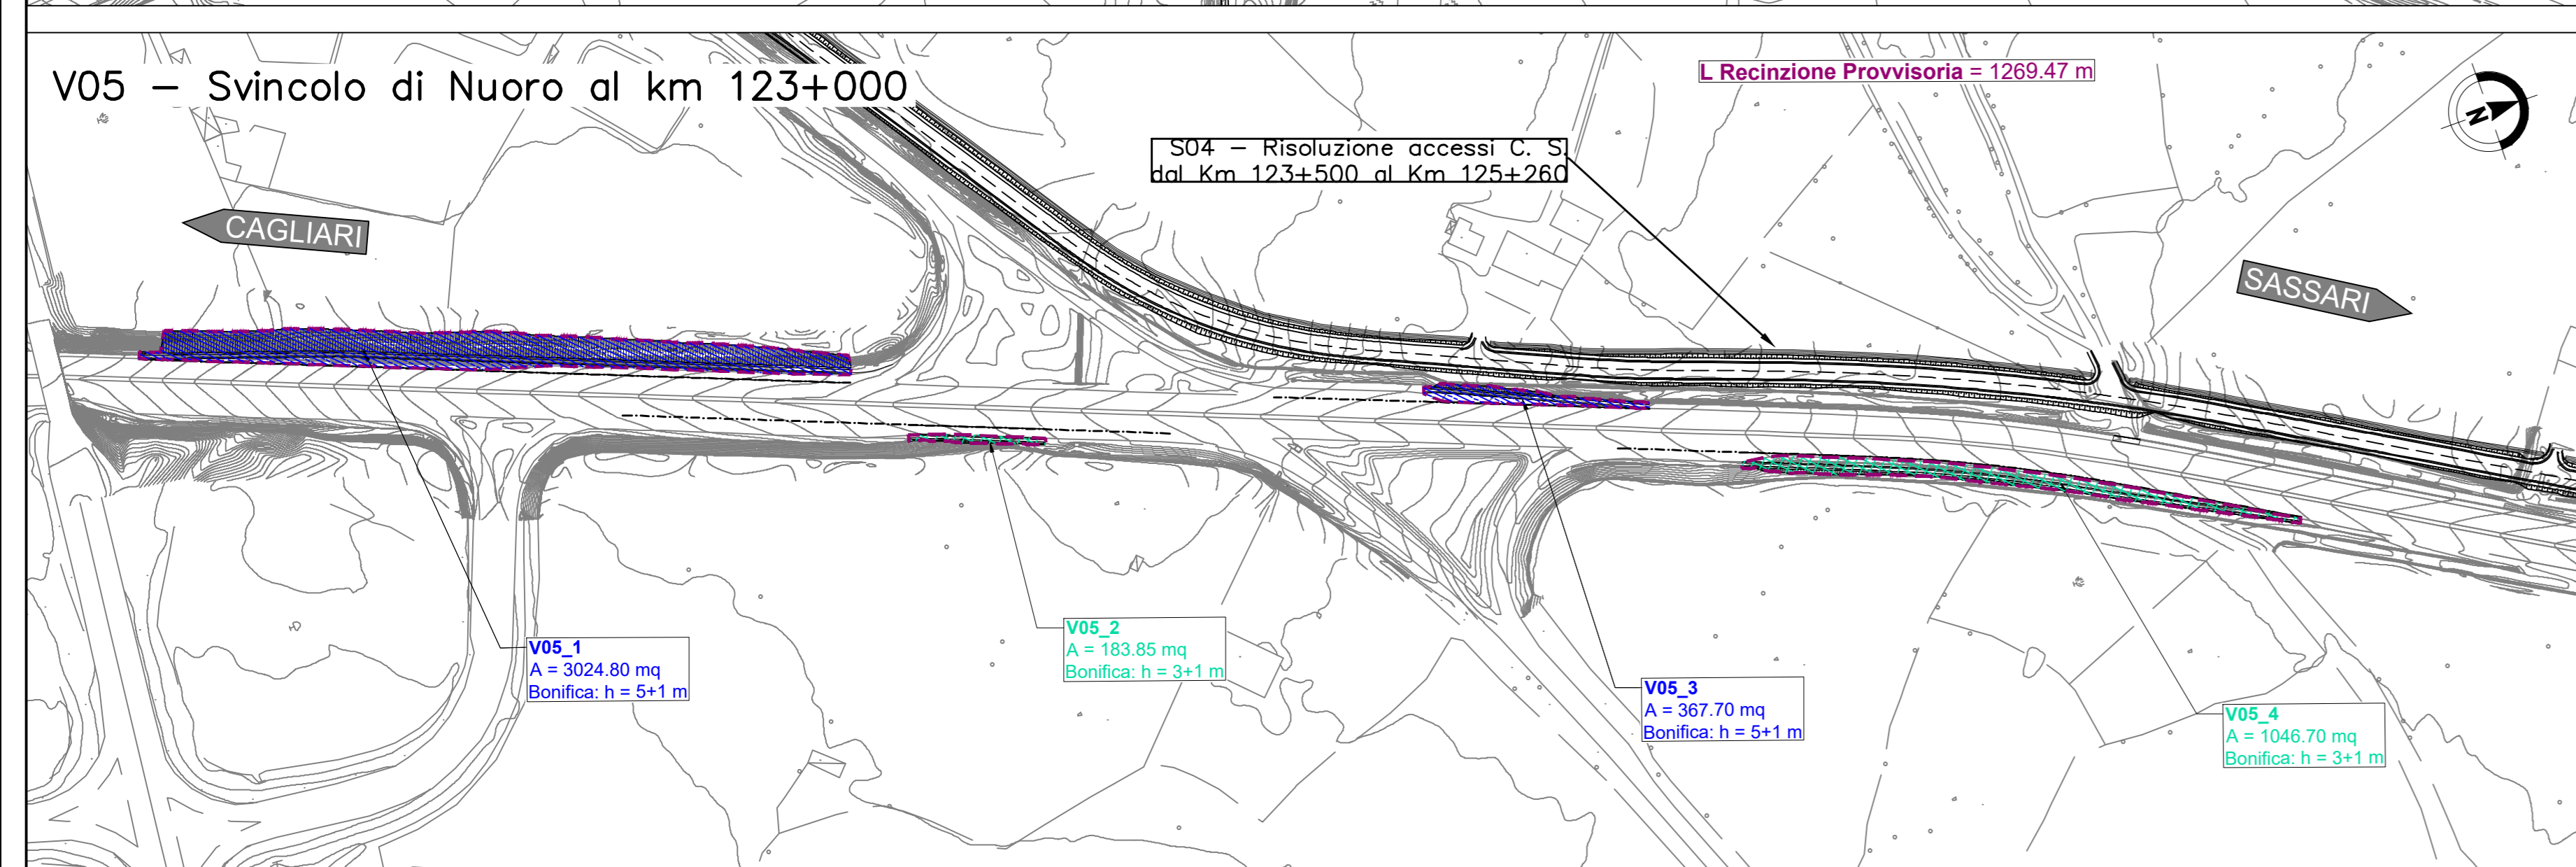 V05 - Svincolo di Nuoro al km 123+000
L Recinzione Provvisoria = 1269.47 m
N
S04 - Risoluzione accessi C. S.
dal Km 123+500 al Km 125+260
CAGLIARI
SASSARI
V05_1
A = 3024.80 mq
Bonifica: h = 5+1 m
V05_2
A = 183.85 mq
Bonifica: h = 3+1 m
V05_3
A = 367.70 mq
Bonifica: h = 5+1 m
V05_4
A = 1046.70 mq
Bonifica: h = 3+1 m